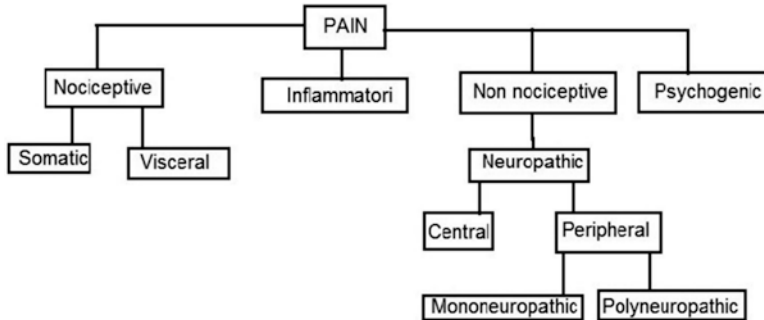 PAIN
Nociceptive
Inflammatori
Non nociceptive
Psychogenic
Somatic
Visceral
Neuropathic
Central
Peripheral
Mononeuropathic
Polyneuropathic